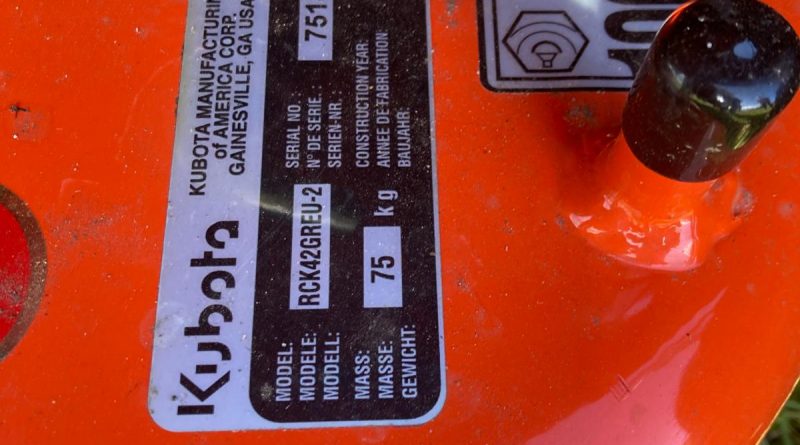 Kubota
KUBOTA MANUFACTURING
of AMERICA CORP.
GAINESVILLE, GA USA
MODEL:
MODELE:
MODELL:
RCK42GREU-2
SERIAL NO. :
N° DE SERIE. :
SERIEN-NR.
751
MASS:
MASSE:
GEWICHT:
75 kg
CONSTRUCTION YEAR:
ANNÉE DE FABRICATION:
BAUJAHR: